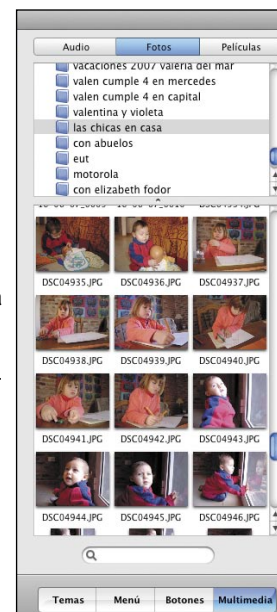 Audio Fotos Películas
vacaciones 2007 valeria del mar
valen cumple 4 en mercedes
valen cumple 4 en capital
valentina y violeta
las chicas en casa
con abuelos
eut
motorola
con elizabeth fodor
DSC04935.JPG DSC04936.JPG DSC04937.JPG
DSC04938.JPG DSC04939.JPG DSC04940.JPG
DSC04941.JPG DSC04942.JPG DSC04943.JPG
DSC04944.JPG DSC04945.JPG DSC04946.JPG
Temas Menú Botones Multimedia